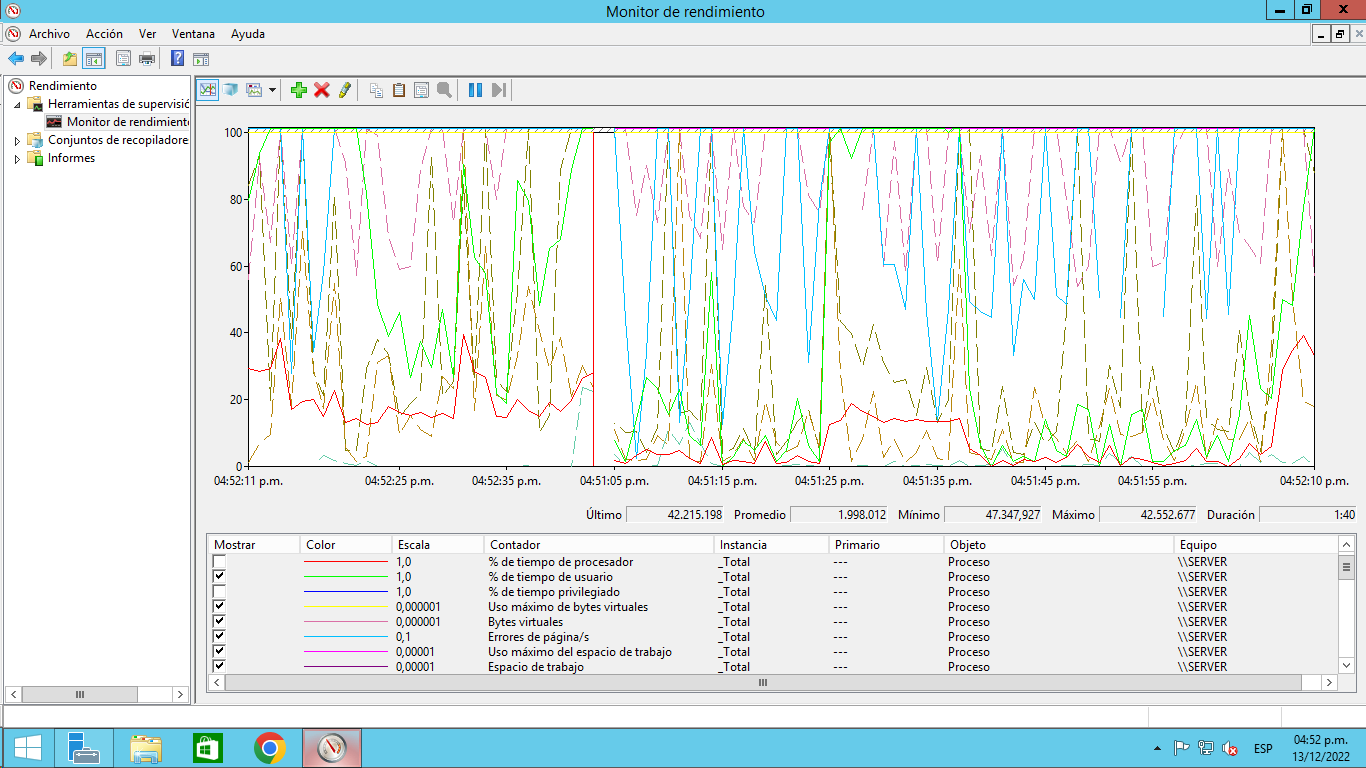 Monitor de rendimiento
Archivo Acción Ver Ventana Ayuda
Rendimiento
Herramientas de supervisió
Monitor de rendimiento
Conjuntos de recopiladore
Informes
100
80
60
40
20
0
04:52:11 p.m. 04:52:25 p.m. 04:52:35 p.m. 04:51:05 p.m. 04:51:15 p.m. 04:51:25 p.m. 04:51:35 p.m. 04:51:45 p.m. 04:51:55 p.m. 04:52:10 p.m.
Último 42.215.198 Promedio 1.998.012 Mínimo 47.347,927 Máximo 42.552.677 Duración 1:40
Mostrar Color Escala Contador Instancia Primario Objeto Equipo
1,0 % de tiempo de procesador _Total --- Proceso \\SERVER
1,0 % de tiempo de usuario _Total --- Proceso \\SERVER
1,0 % de tiempo privilegiado _Total --- Proceso \\SERVER
0,000001 Uso máximo de bytes virtuales _Total --- Proceso \\SERVER
0,000001 Bytes virtuales _Total --- Proceso \\SERVER
0,1 Errores de página/s _Total --- Proceso \\SERVER
0,00001 Uso máximo del espacio de trabajo _Total --- Proceso \\SERVER
0,00001 Espacio de trabajo _Total --- Proceso \\SERVER
ESP
04:52 p.m.
13/12/2022